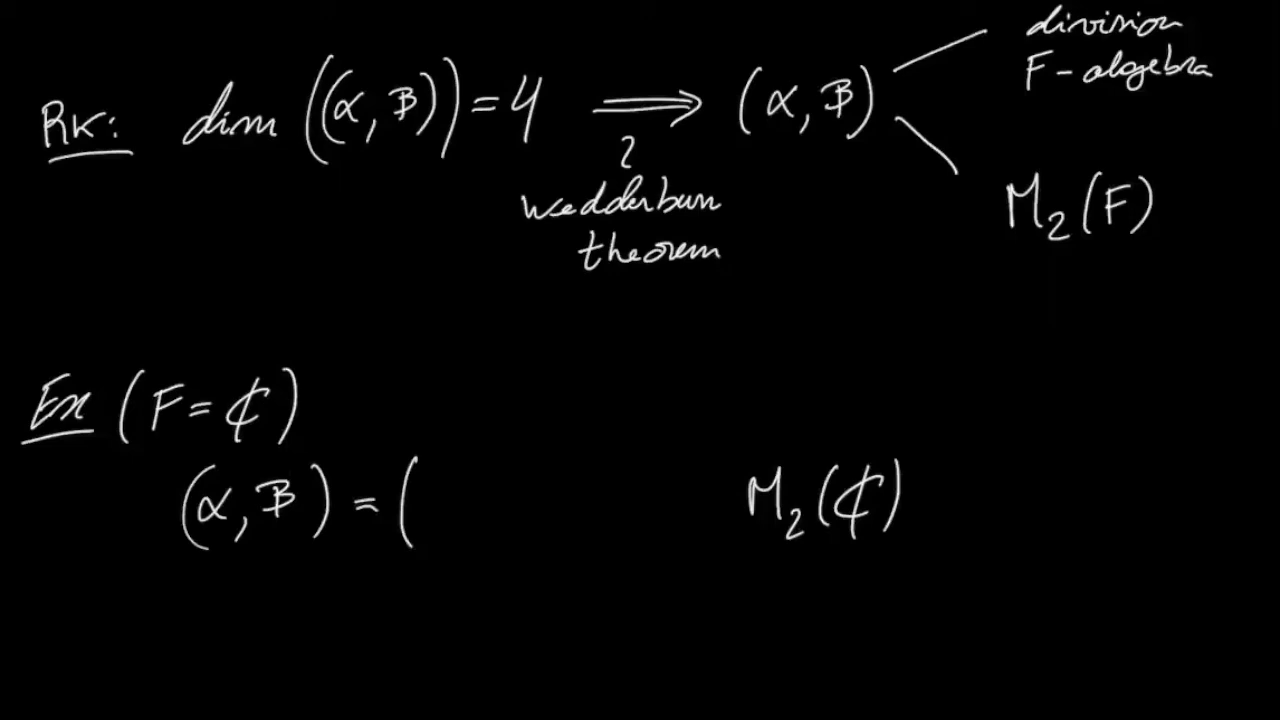 RK: dim ((α, β)) = 4 ⟹ (α, β)
division
F-algebra
M₂(F)
wedderburn
theorem
Ex (F = ₵)
(α, β) = ( M₂(₵)